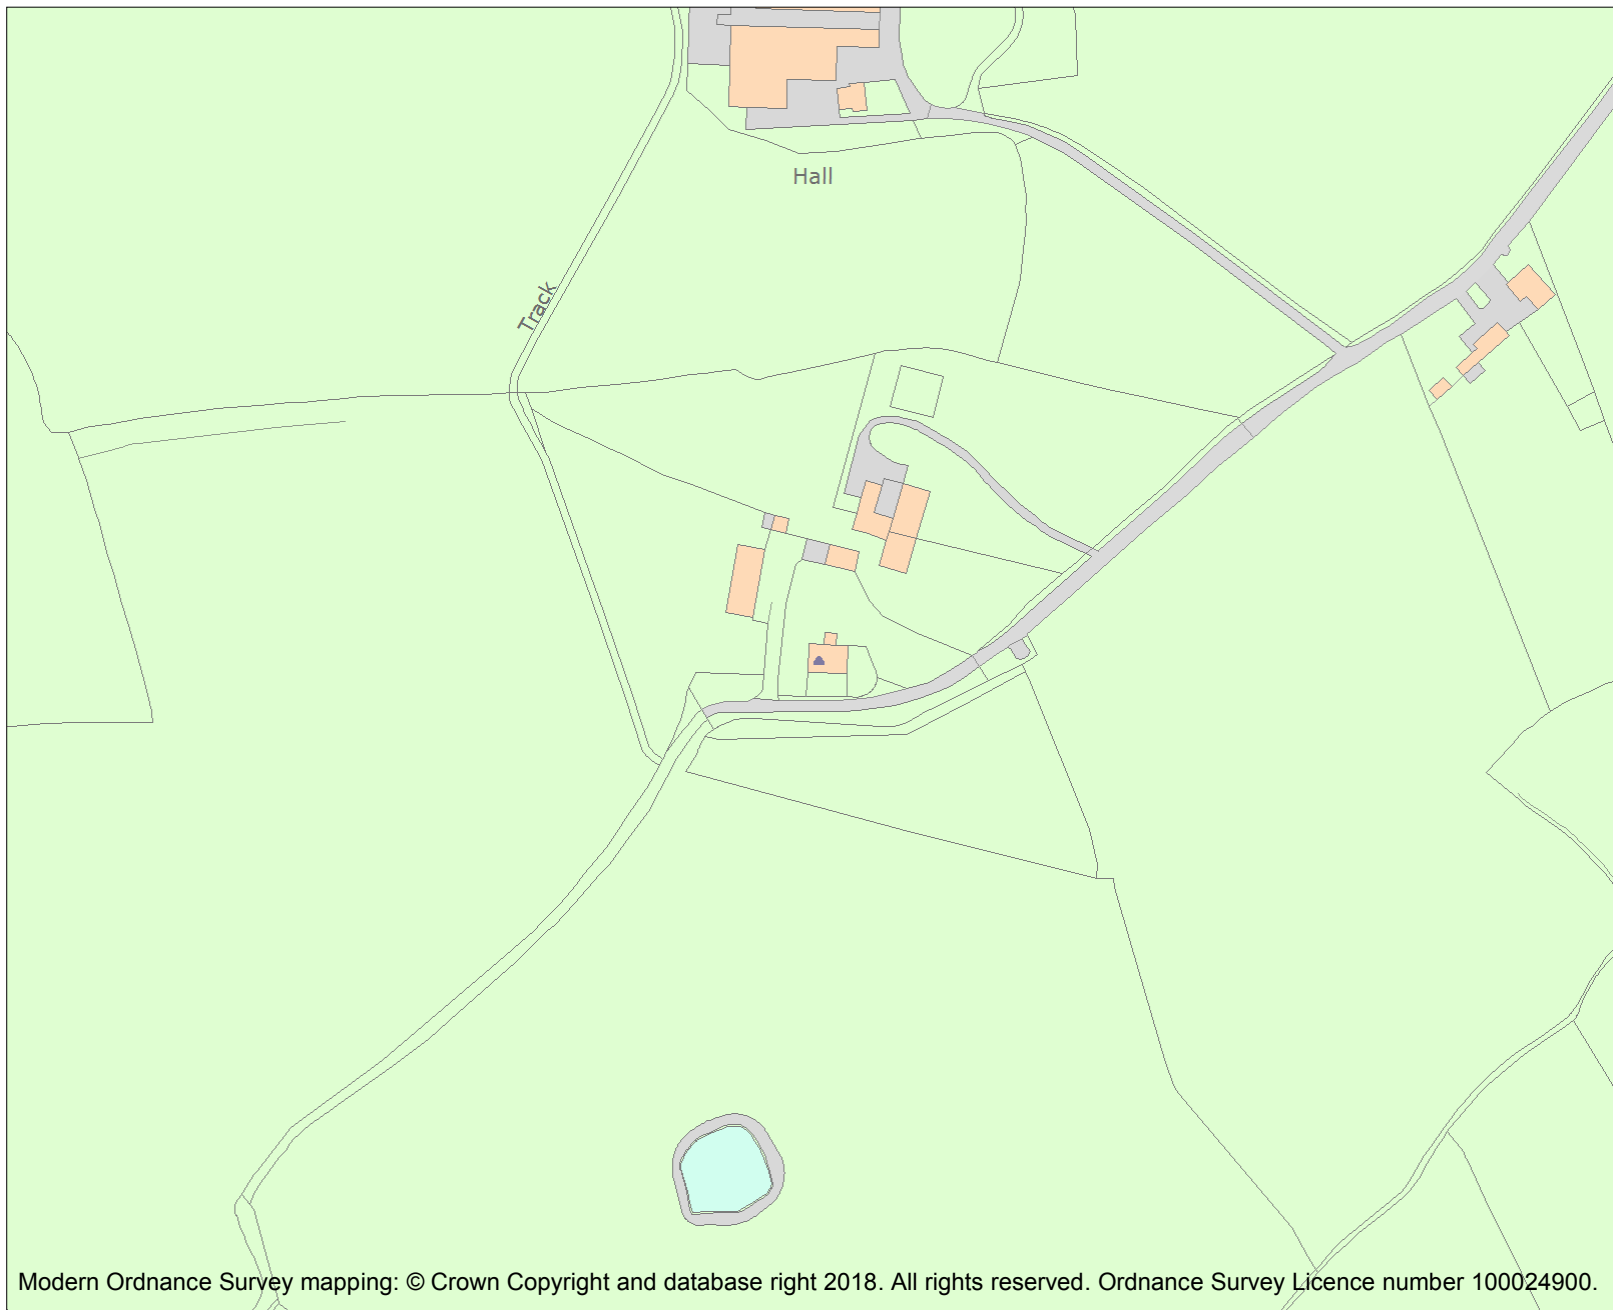 Hall
Track
Modern Ordnance Survey mapping: © Crown Copyright and database right 2018. All rights reserved. Ordnance Survey Licence number 100024900.